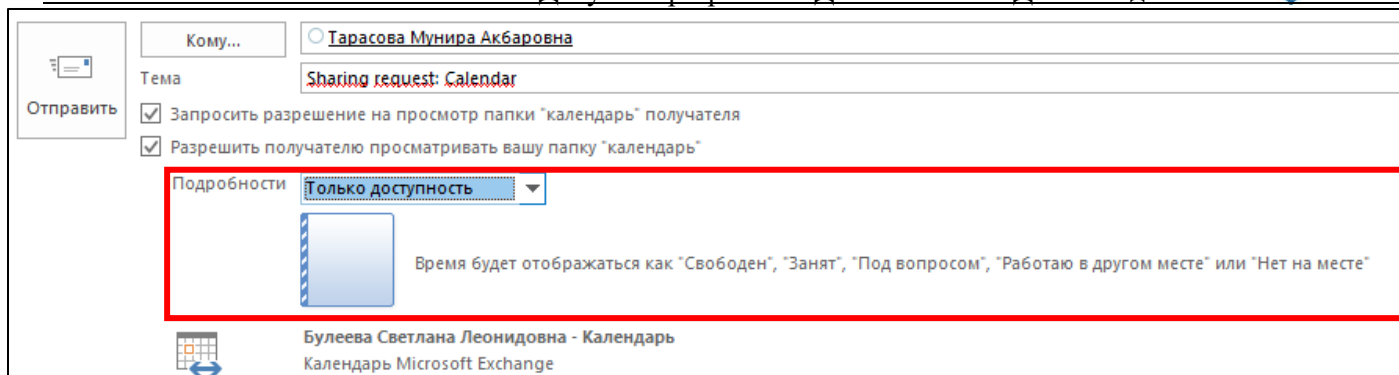 Кому...
Тарасова Мунира Акбаровна
Тема
Sharing request: Calendar
Отправить
Запросить разрешение на просмотр папки "календарь" получателя
Разрешить получателю просматривать вашу папку "календарь"
Подробности
Только доступность
Время будет отображаться как "Свободен", "Занят", "Под вопросом", "Работаю в другом месте" или "Нет на месте"
Булеева Светлана Леонидовна - Календарь
Календарь Microsoft Exchange